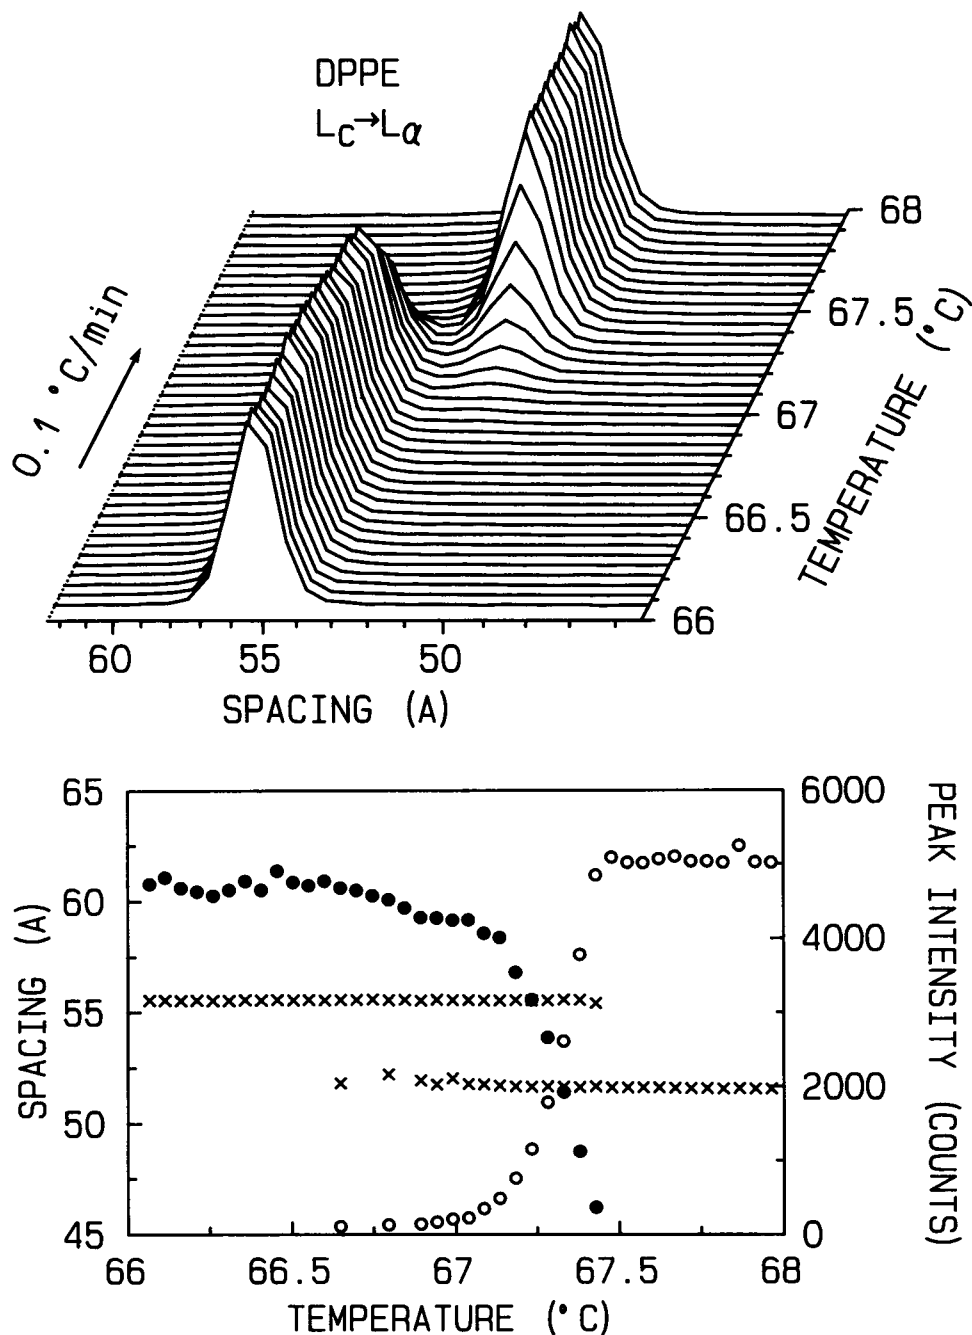 DPPE
Lc→Lα
0.1 °C/min
68
67.5
67
66.5
66
TEMPERATURE (°C)
60 55 50
SPACING (A)
65
60
55
50
45
SPACING (A)
6000
4000
2000
0
PEAK INTENSITY (COUNTS)
66 66.5 67 67.5 68
TEMPERATURE (°C)